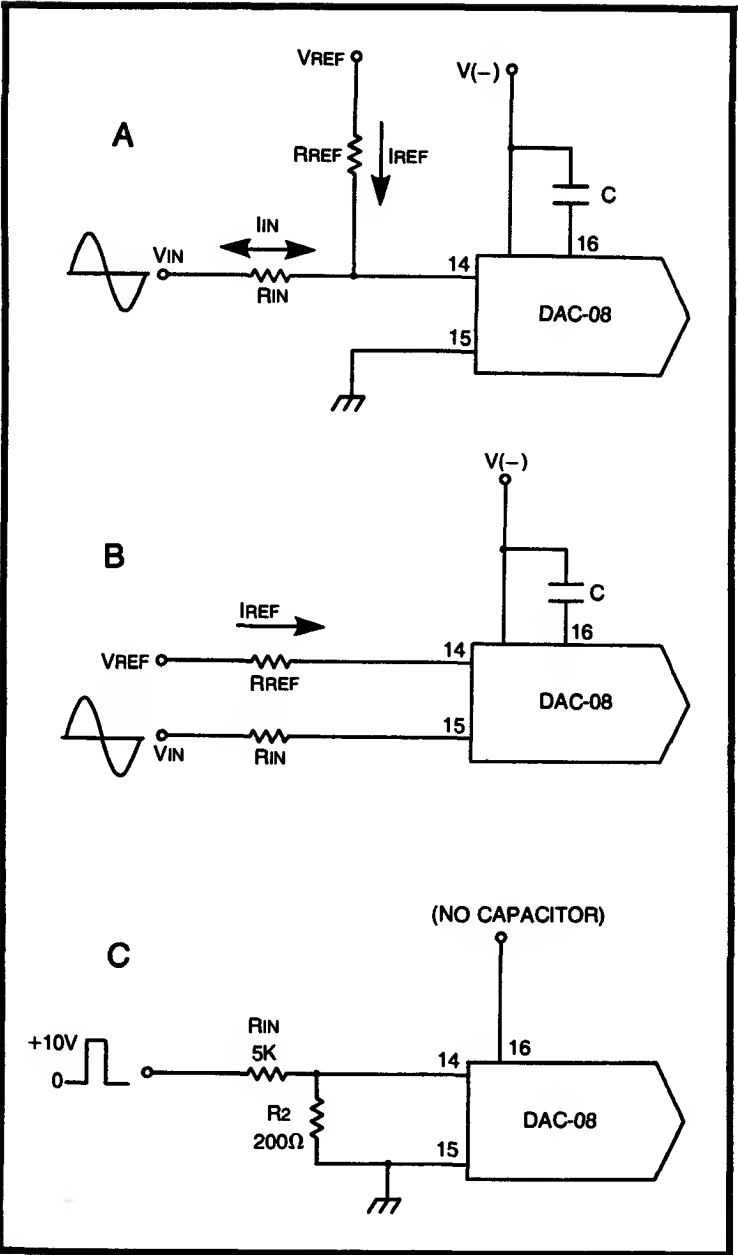 VREF
V(−)
A
RREF
IREF
C
IIN
16
VIN
14
RIN
DAC-08
15
V(−)
B
C
IREF
16
14
VREF
RREF
DAC-08
15
VIN
RIN
(NO CAPACITOR)
C
RIN
+10V
5K
16
14
0
R2
200Ω
DAC-08
15